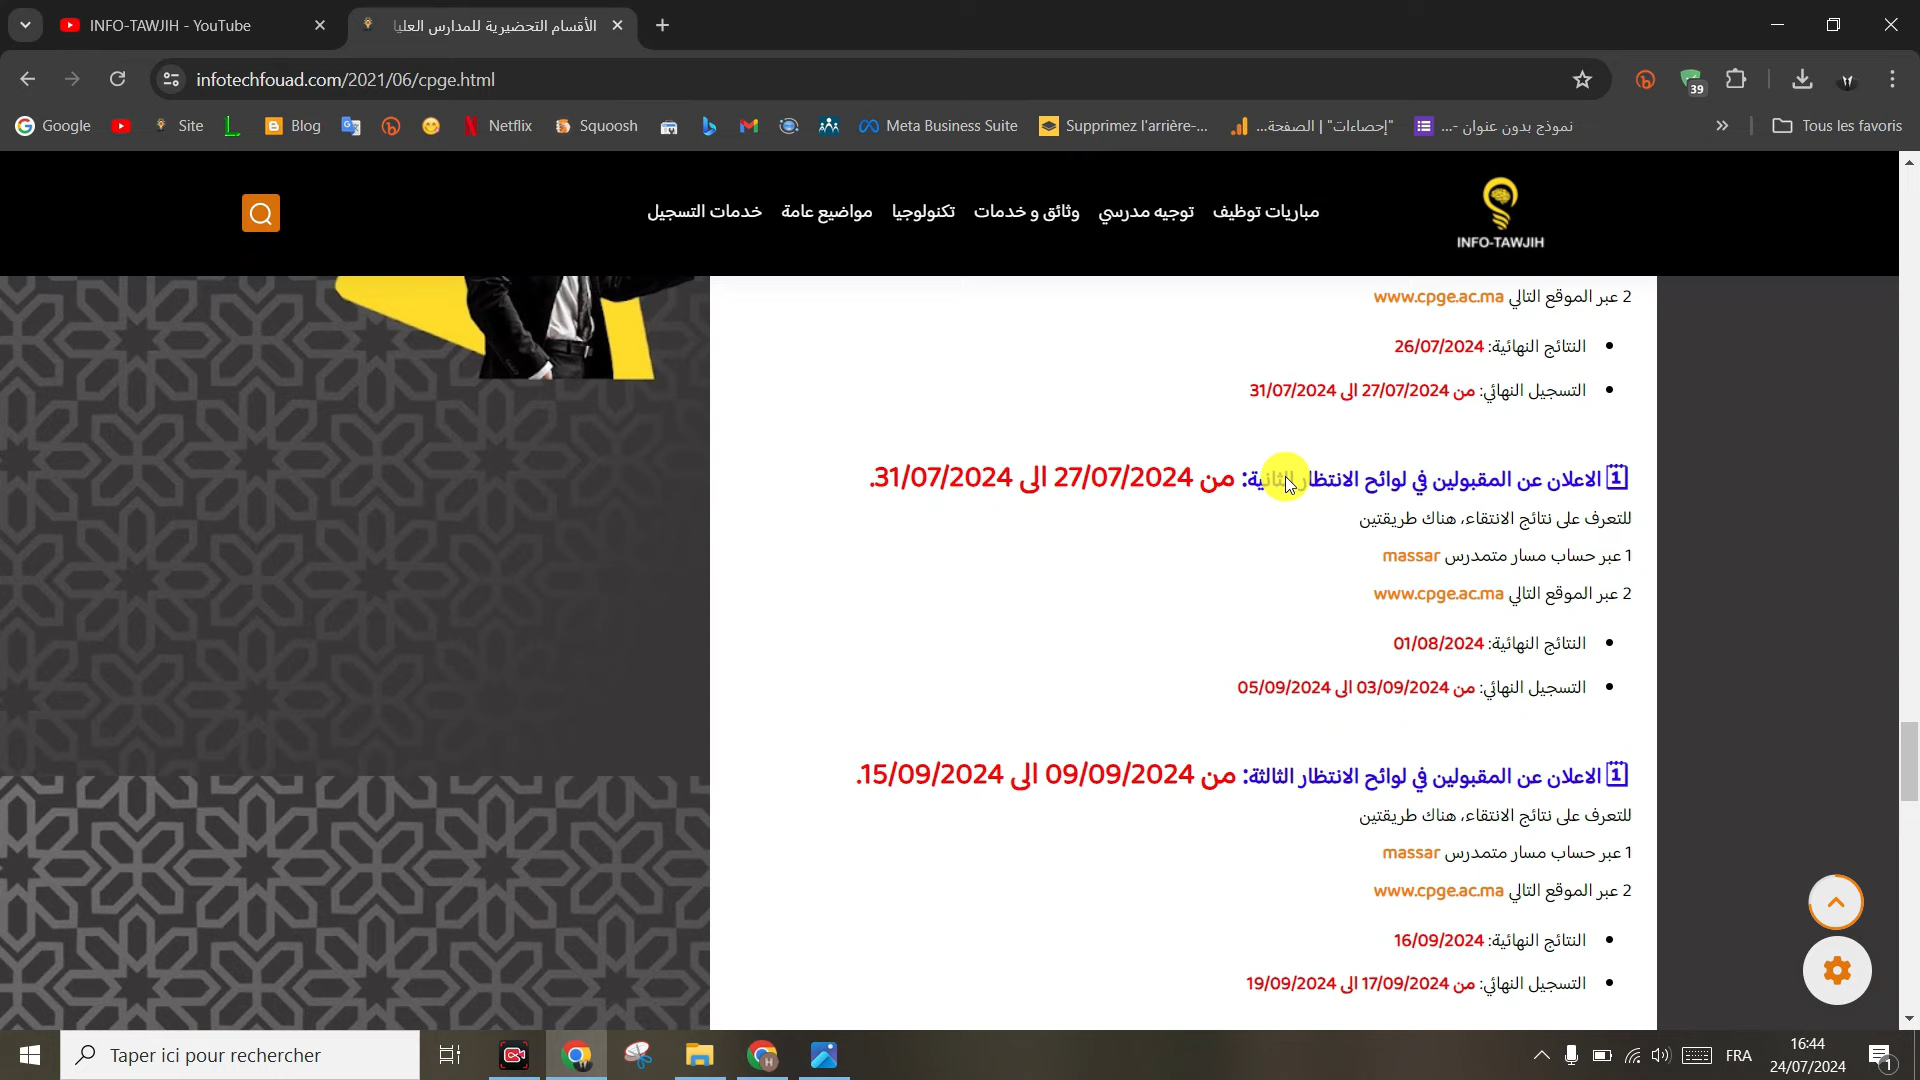 INFO-TAWJIH - YouTube
الأقسام التحضيرية للمدارس العليا
infotechfouad.com/2021/06/cpge.html
39
Google
Site
Blog
Netflix
Squoosh
Meta Business Suite
Supprimez l'arrière-...
"إحصاءات" | الصفحة...
نموذج بدون عنوان -...
Tous les favoris
INFO-TAWJIH
مباريات توظيف
توجيه مدرسي
وثائق و خدمات
تكنولوجيا
مواضيع عامة
خدمات التسجيل
2 عبر الموقع التالي www.cpge.ac.ma
النتائج النهائية: 26/07/2024
التسجيل النهائي: من 27/07/2024 الى 31/07/2024
1 الاعلان عن المقبولين في لوائح الانتظار الثانية: من 27/07/2024 الى 31/07/2024.
للتعرف على نتائج الانتقاء، هناك طريقتين
1 عبر حساب مسار متمدرس massar
2 عبر الموقع التالي www.cpge.ac.ma
النتائج النهائية: 01/08/2024
التسجيل النهائي: من 03/09/2024 الى 05/09/2024
1 الاعلان عن المقبولين في لوائح الانتظار الثالثة: من 09/09/2024 الى 15/09/2024.
للتعرف على نتائج الانتقاء، هناك طريقتين
1 عبر حساب مسار متمدرس massar
2 عبر الموقع التالي www.cpge.ac.ma
النتائج النهائية: 16/09/2024
التسجيل النهائي: من 17/09/2024 الى 19/09/2024
Taper ici pour rechercher
FRA
16:44
24/07/2024
1